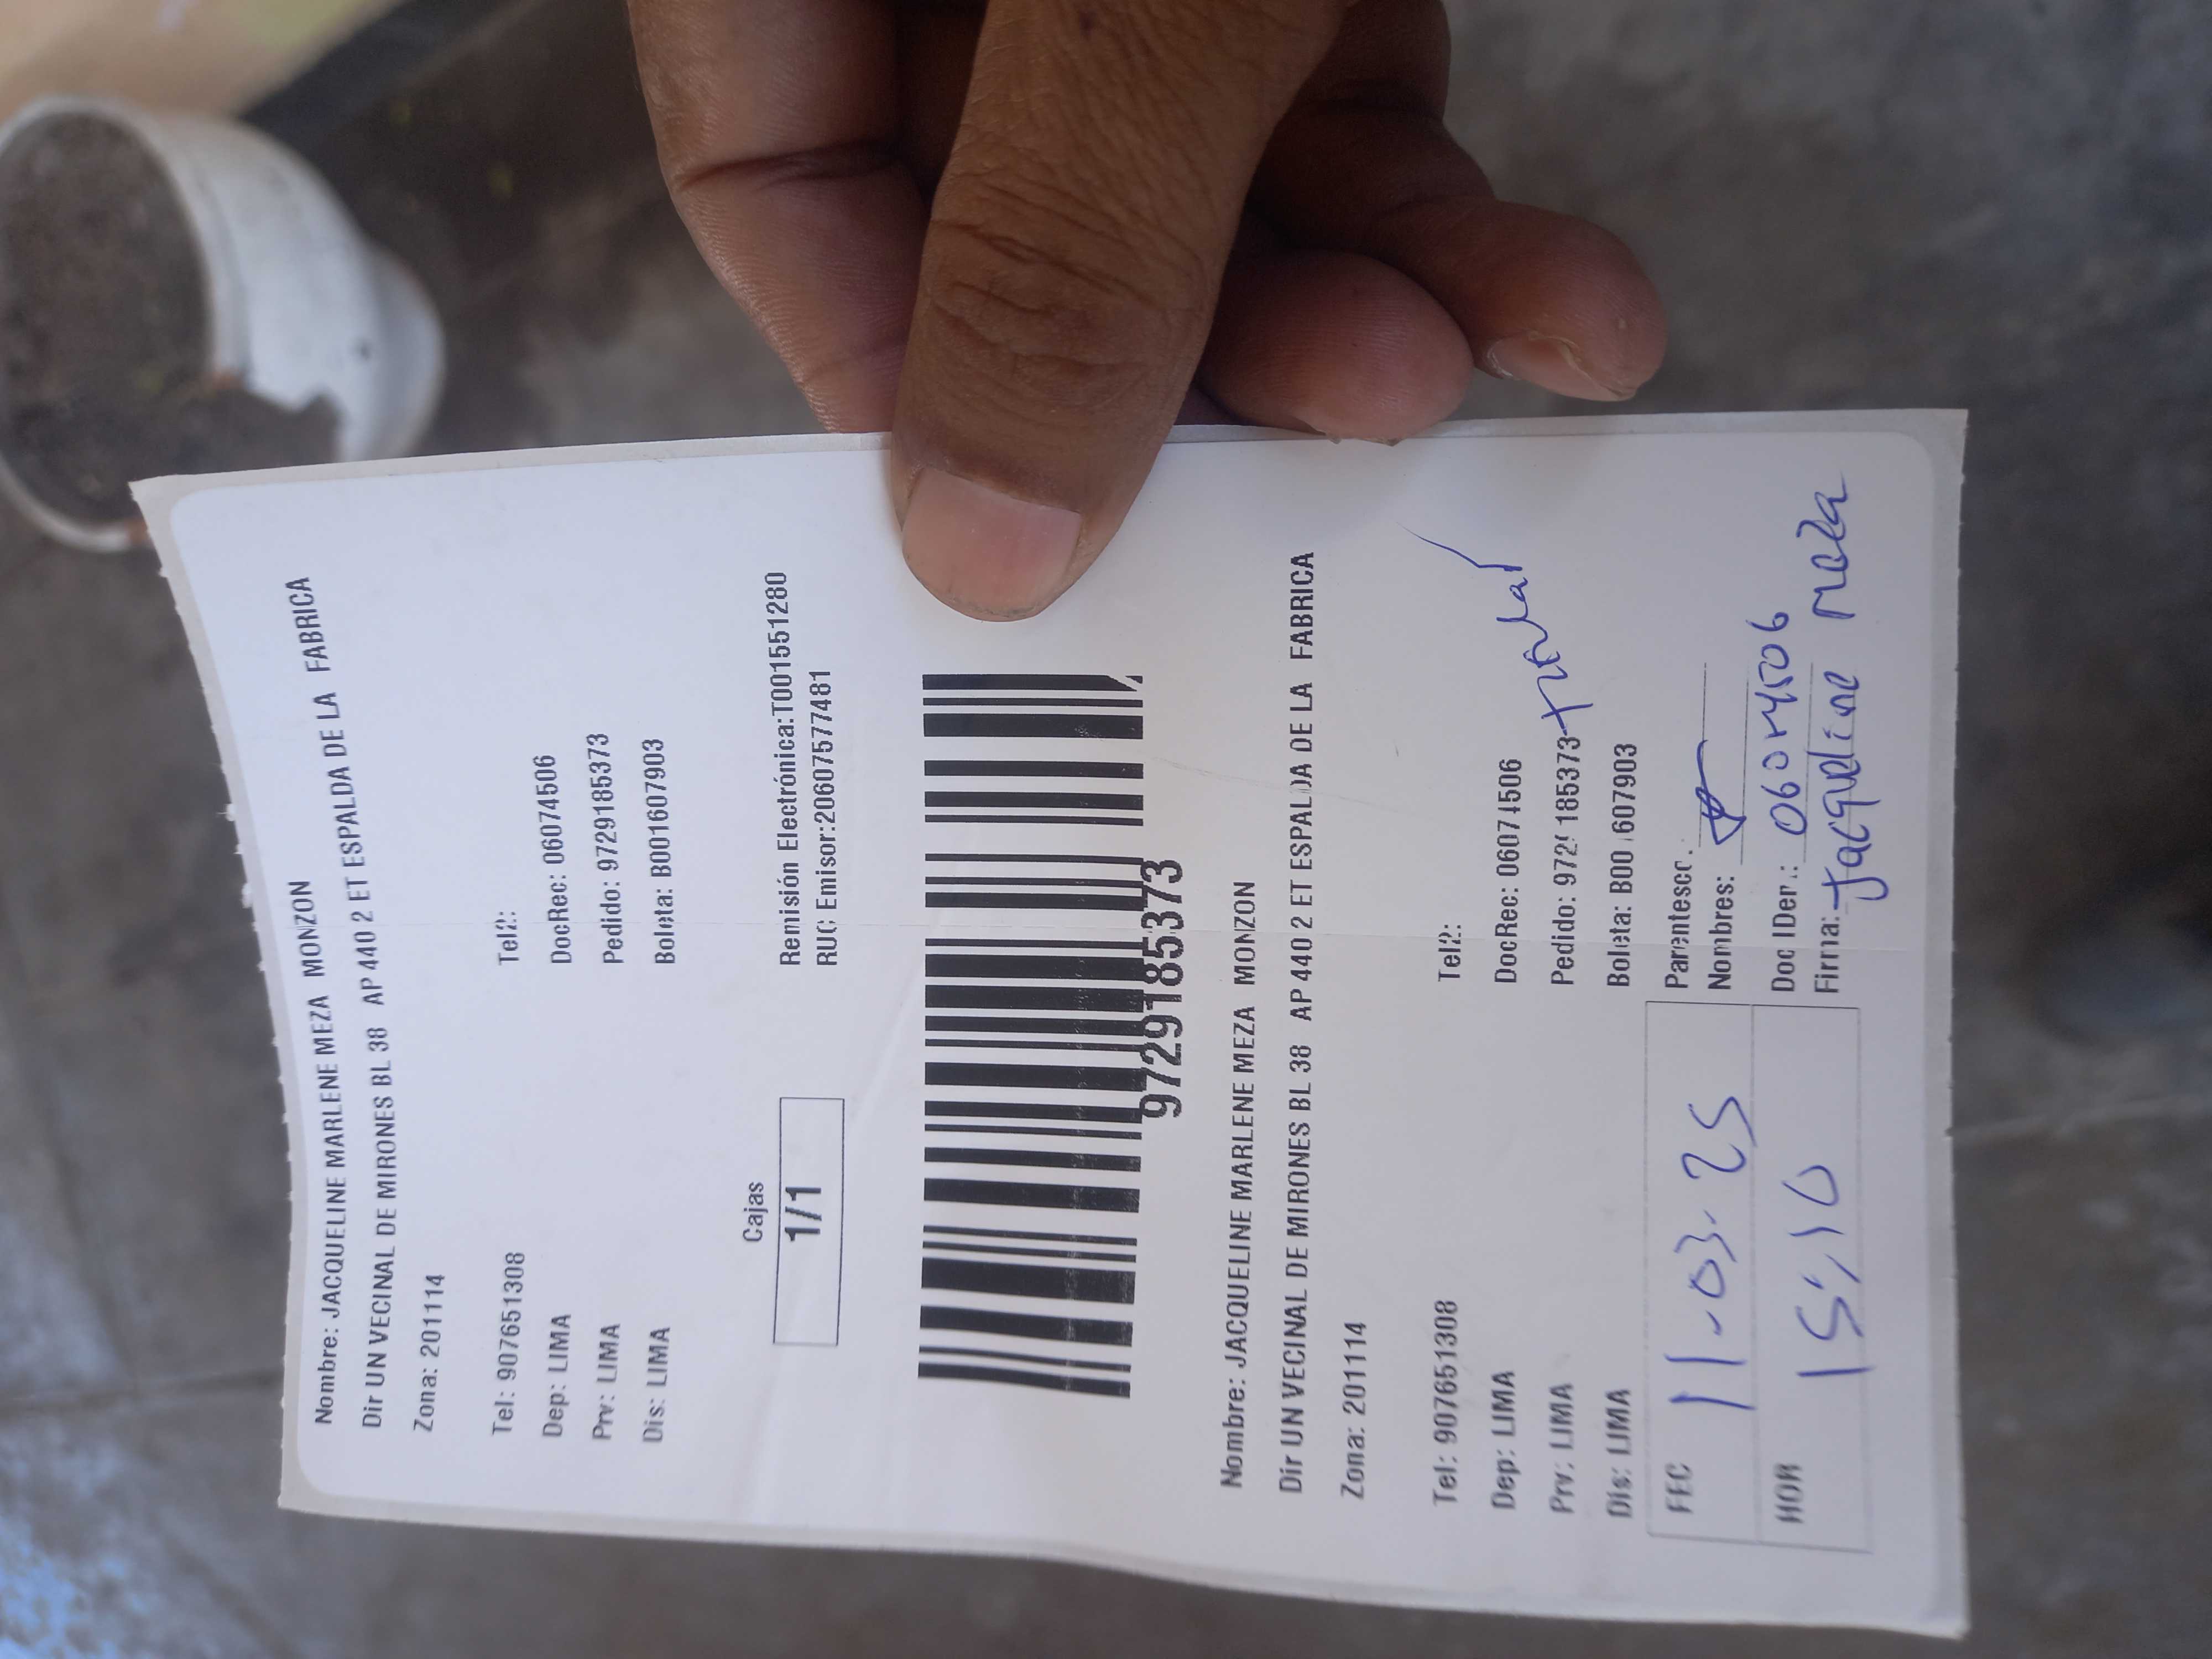 Nombre: JACQUELINE MARLENE MEZA MONZON
Dir UN VECINAL DE MIRONES BL 38 AP 440 2 ET ESPALDA DE LA FABRICA
Zona: 201114
Tel: 907651308 Tel2:
Dep: LIMA DocRec: 06074506
Prv: LIMA Pedido: 9729185373
Dis: LIMA Boleta: B001607903
Cajas
1/1
Remisión Electrónica:T001551280
RUC Emisor:20607577481
9729185373
Nombre: JACQUELINE MARLENE MEZA MONZON
Dir UN VECINAL DE MIRONES BL 38 AP 440 2 ET ESPALDA DE LA FABRICA
Zona: 201114
Tel: 907651308 Tel2:
Dep: LIMA DocRec: 06074506
Prv: LIMA Pedido: 9729185373
Dis: LIMA Boleta: B001607903
FEC 11-03-25
Parentesc.:
Nombres:
HOR 15:10
Doc IDen.: 06074506
Firma: Jacqueline Meza